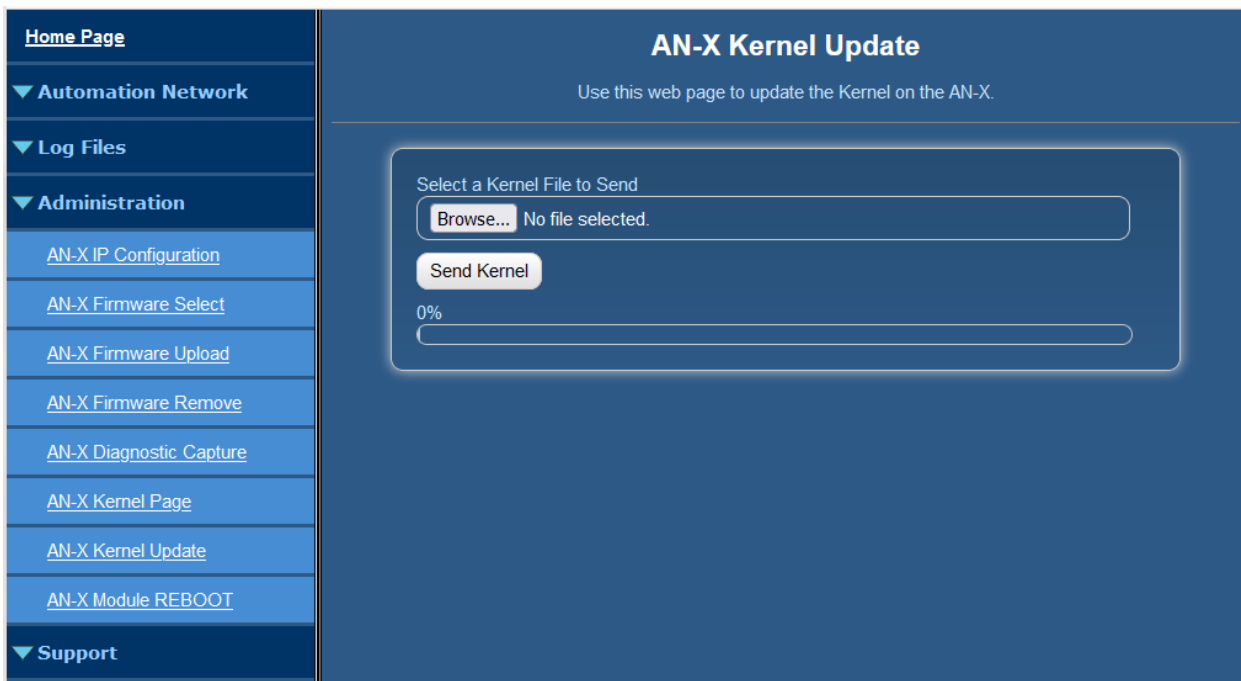 Home Page
Automation Network
Log Files
Administration
AN-X IP Configuration
AN-X Firmware Select
AN-X Firmware Upload
AN-X Firmware Remove
AN-X Diagnostic Capture
AN-X Kernel Page
AN-X Kernel Update
AN-X Module REBOOT
Support
AN-X Kernel Update
Use this web page to update the Kernel on the AN-X.
Select a Kernel File to Send
Browse... No file selected.
Send Kernel
0%